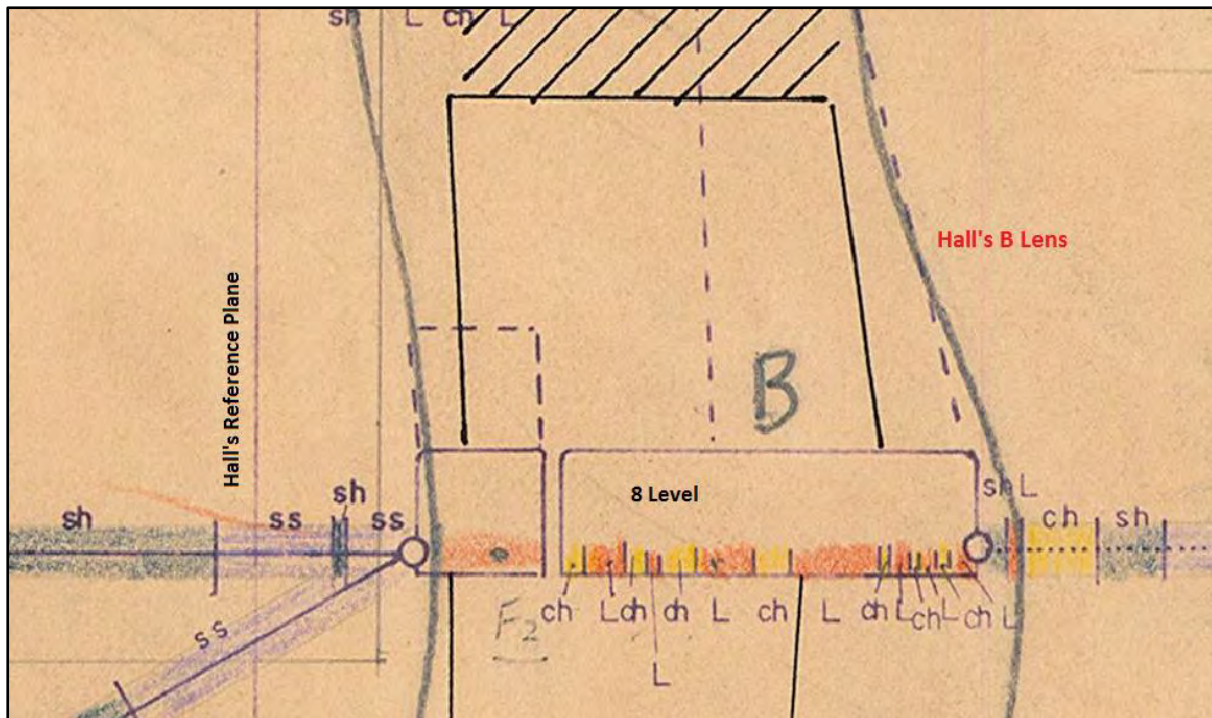 sh L ch L
Hall's B Lens
Hall's Reference Plane
B
8 Level
sh ss sh ss
sh L ch sh
ch L ch ch L ch L ch L ch L ch L
L
F2
ss